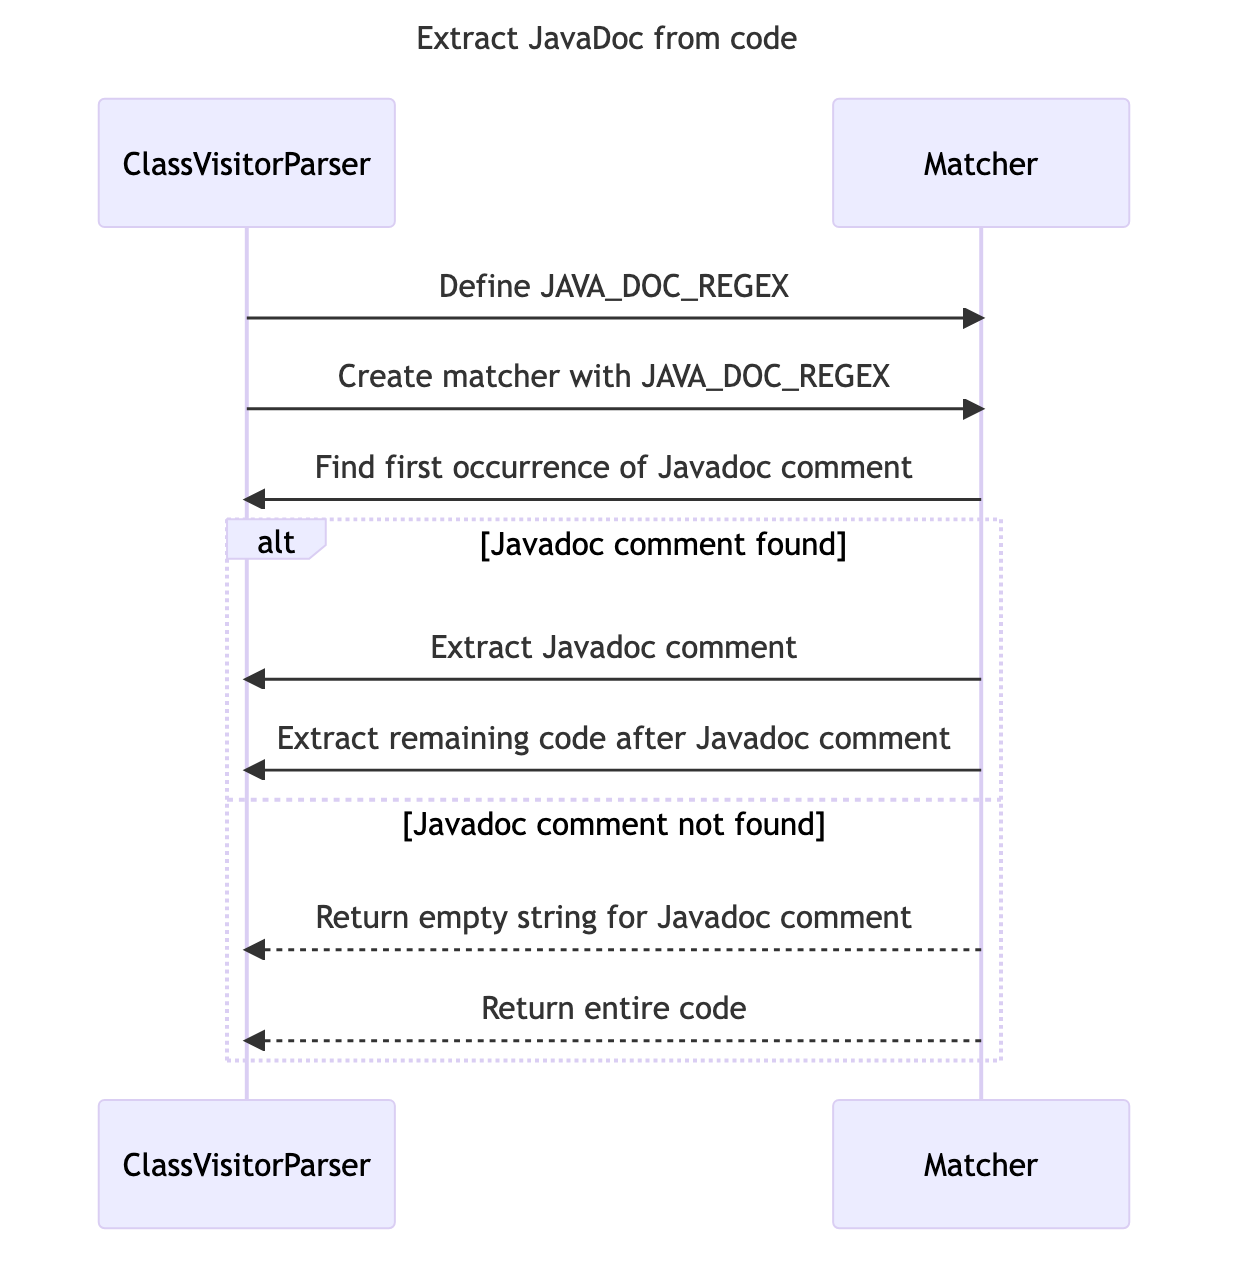 Extract JavaDoc from code
ClassVisitorParser
Matcher
Define JAVA_DOC_REGEX
Create matcher with JAVA_DOC_REGEX
Find first occurrence of Javadoc comment
alt
[Javadoc comment found]
Extract Javadoc comment
Extract remaining code after Javadoc comment
[Javadoc comment not found]
Return empty string for Javadoc comment
Return entire code
ClassVisitorParser
Matcher